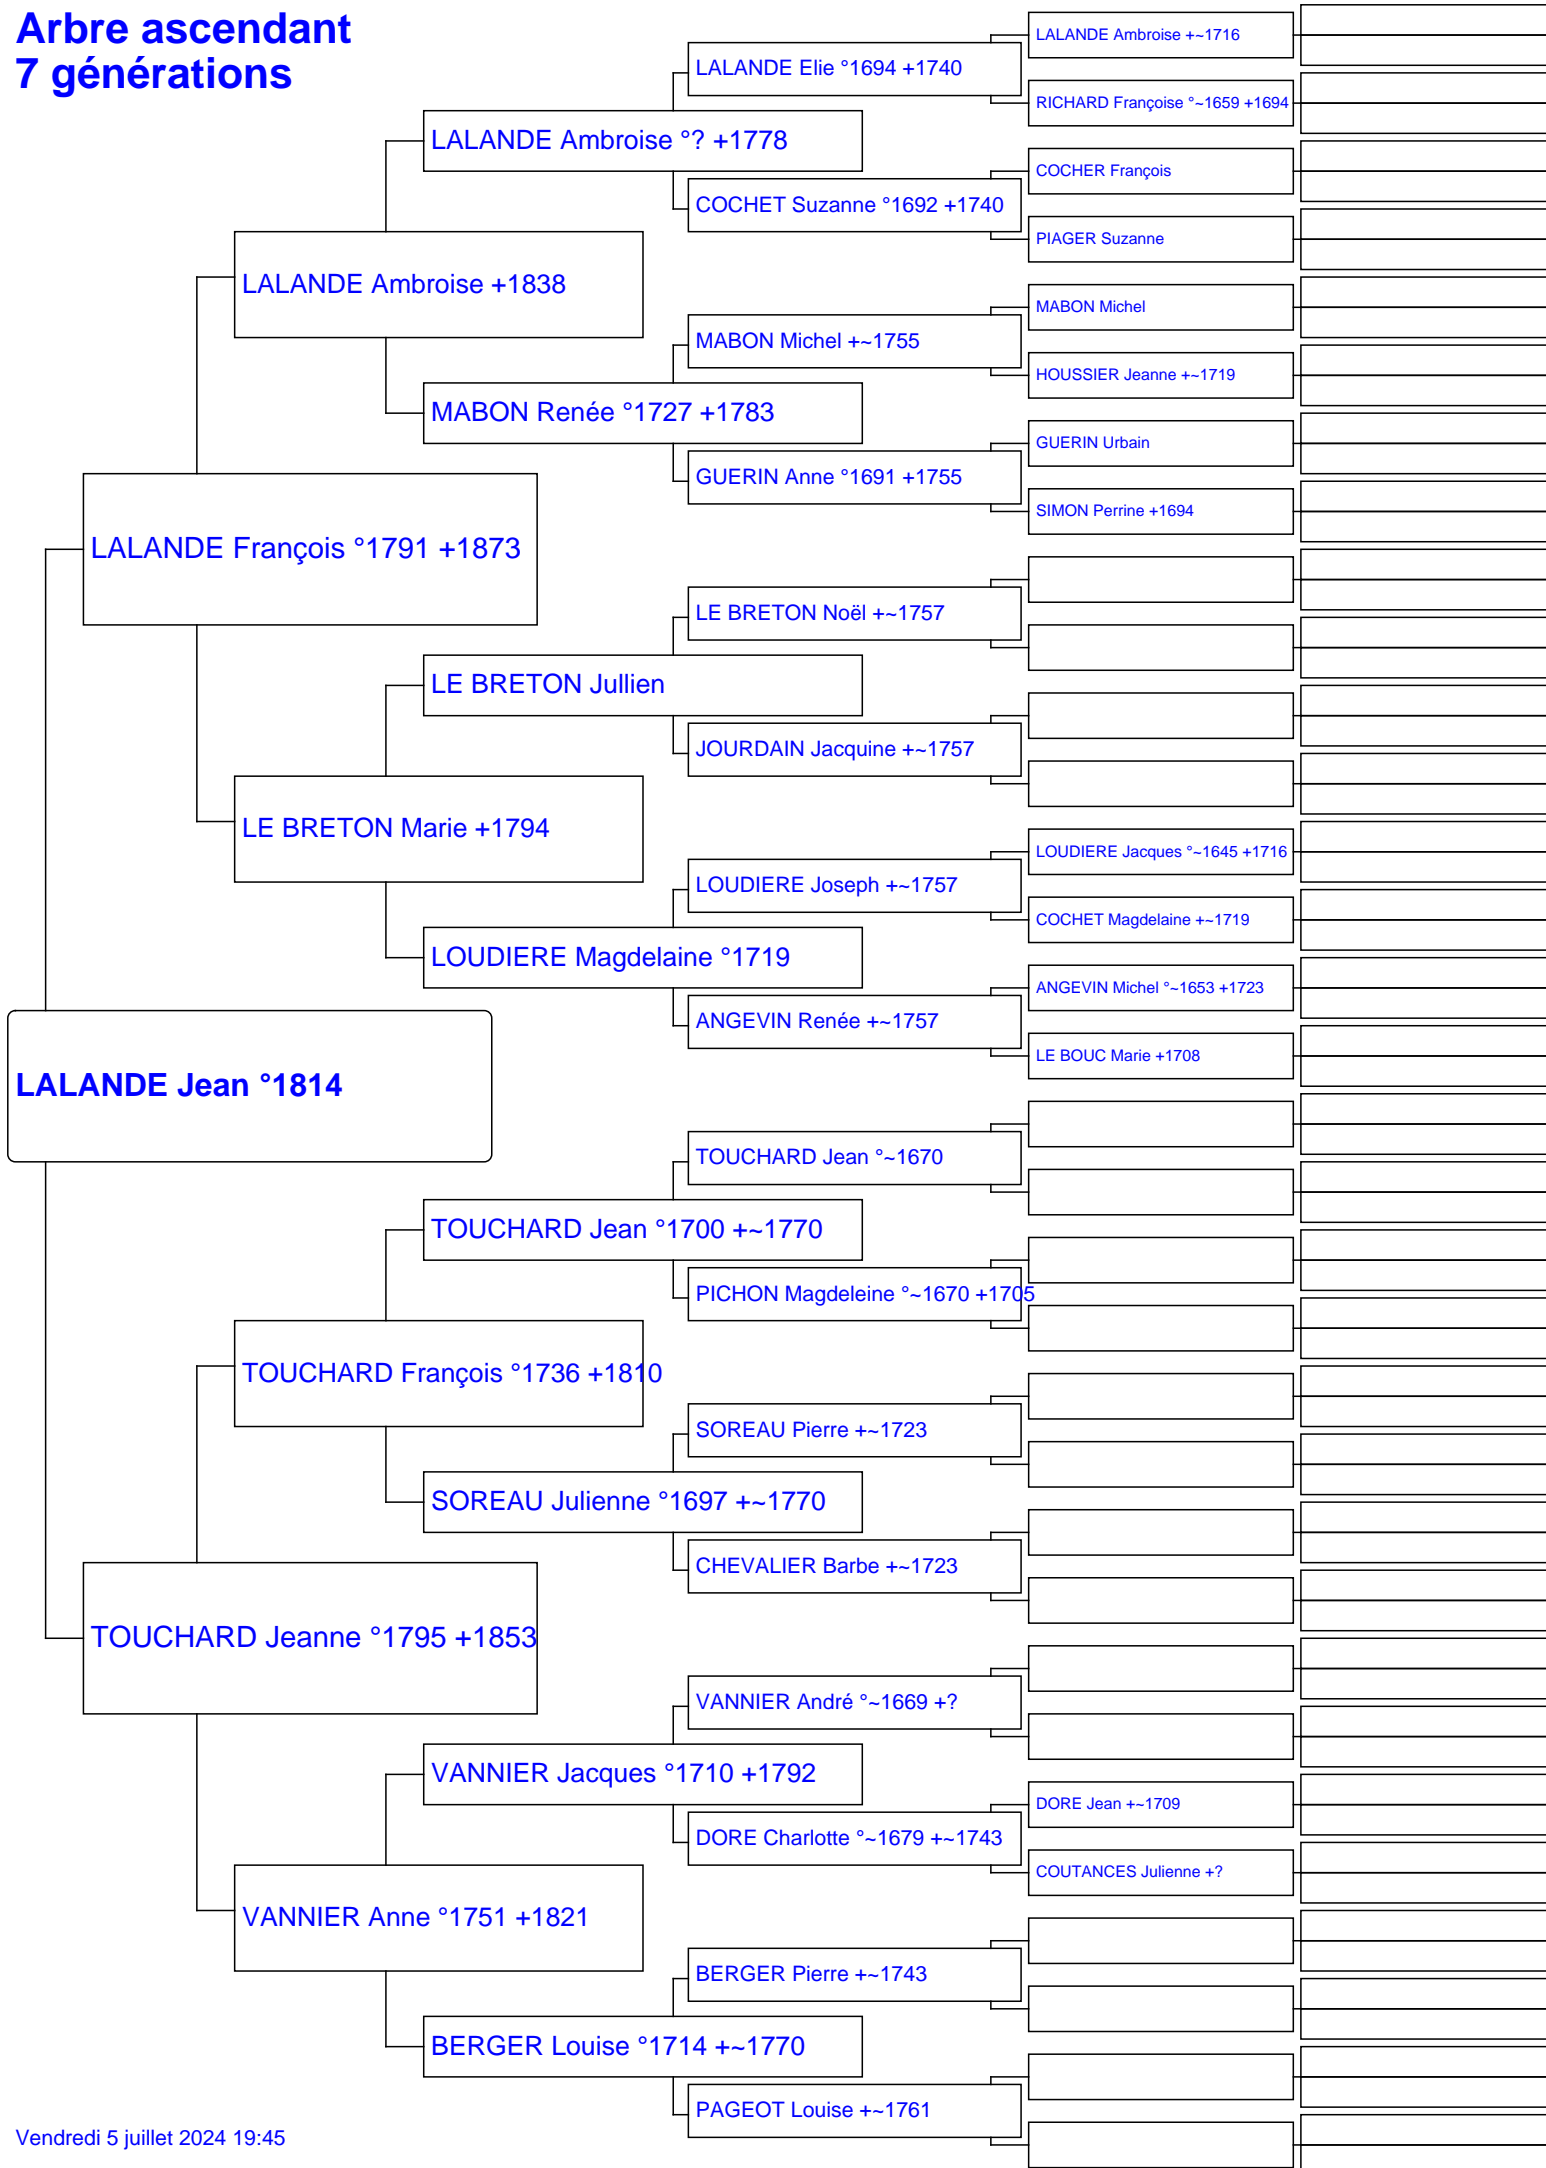 Arbre ascendant
7 générations
LALANDE Ambroise +~1716
LALANDE Elie °1694 +1740
RICHARD Françoise °~1659 +1694
LALANDE Ambroise °? +1778
COCHER François
COCHET Suzanne °1692 +1740
PIAGER Suzanne
LALANDE Ambroise +1838
MABON Michel
MABON Michel +~1755
HOUSSIER Jeanne +~1719
MABON Renée °1727 +1783
GUERIN Urbain
GUERIN Anne °1691 +1755
SIMON Perrine +1694
LALANDE François °1791 +1873
LE BRETON Noël +~1757
LE BRETON Jullien
JOURDAIN Jacquine +~1757
LE BRETON Marie +1794
LOUDIERE Jacques °~1645 +1716
LOUDIERE Joseph +~1757
COCHET Magdelaine +~1719
LOUDIERE Magdelaine °1719
ANGEVIN Michel °~1653 +1723
ANGEVIN Renée +~1757
LE BOUC Marie +1708
LALANDE Jean °1814
TOUCHARD Jean °~1670
TOUCHARD Jean °1700 +~1770
PICHON Magdeleine °~1670 +1705
TOUCHARD François °1736 +1810
SOREAU Pierre +~1723
SOREAU Julienne °1697 +~1770
CHEVALIER Barbe +~1723
TOUCHARD Jeanne °1795 +1853
VANNIER André °~1669 +?
VANNIER Jacques °1710 +1792
DORE Jean +~1709
DORE Charlotte °~1679 +~1743
COUTANCES Julienne +?
VANNIER Anne °1751 +1821
BERGER Pierre +~1743
BERGER Louise °1714 +~1770
PAGEOT Louise +~1761
Vendredi 5 juillet 2024 19:45